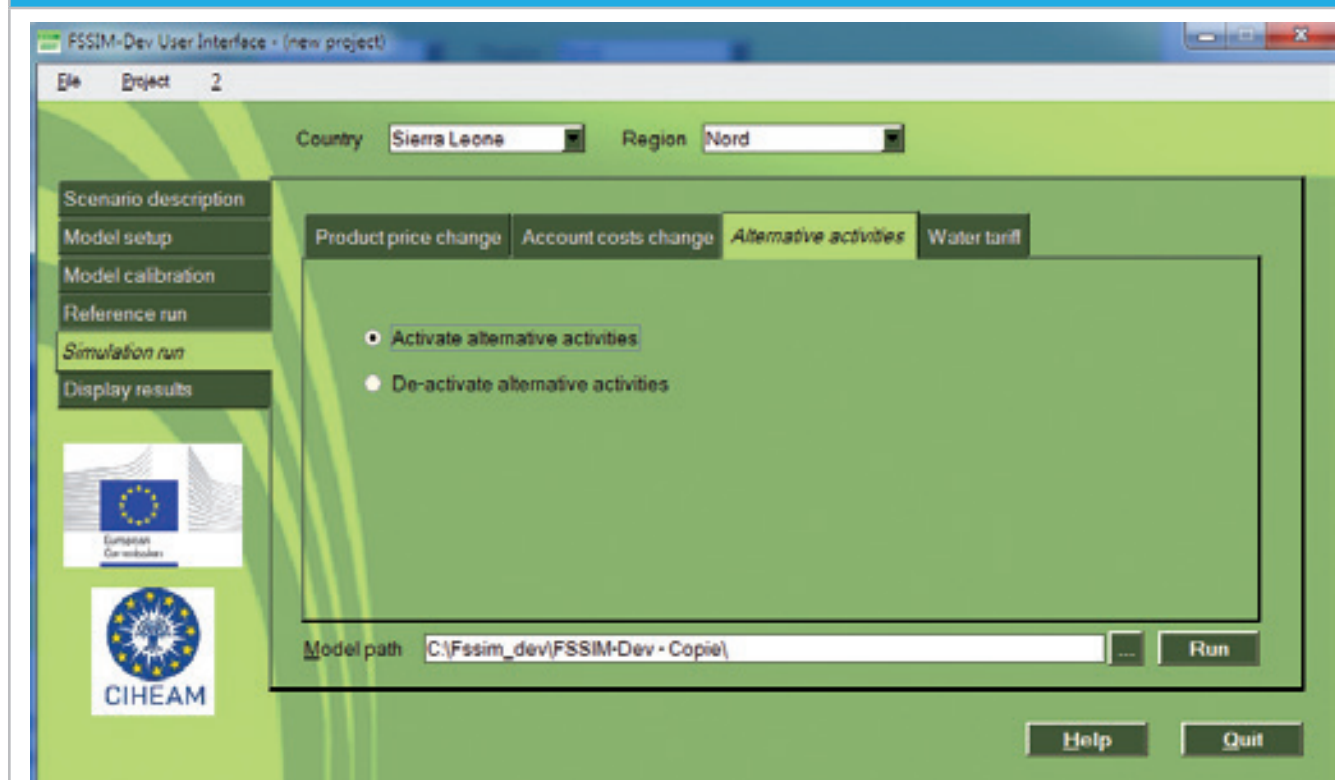 FSSIM-Dev User Interface - (new project)
File Project ?
Country Sierra Leone Region Nord
Scenario description
Model setup
Model calibration
Reference run
Simulation run
Display results
Product price change Account costs change Alternative activities Water tariff
Activate alternative activities
De-activate alternative activities
European
Commission
CIHEAM
Model path C:\Fssim_dev\FSSIM-Dev - Copie\ ... Run
Help Quit